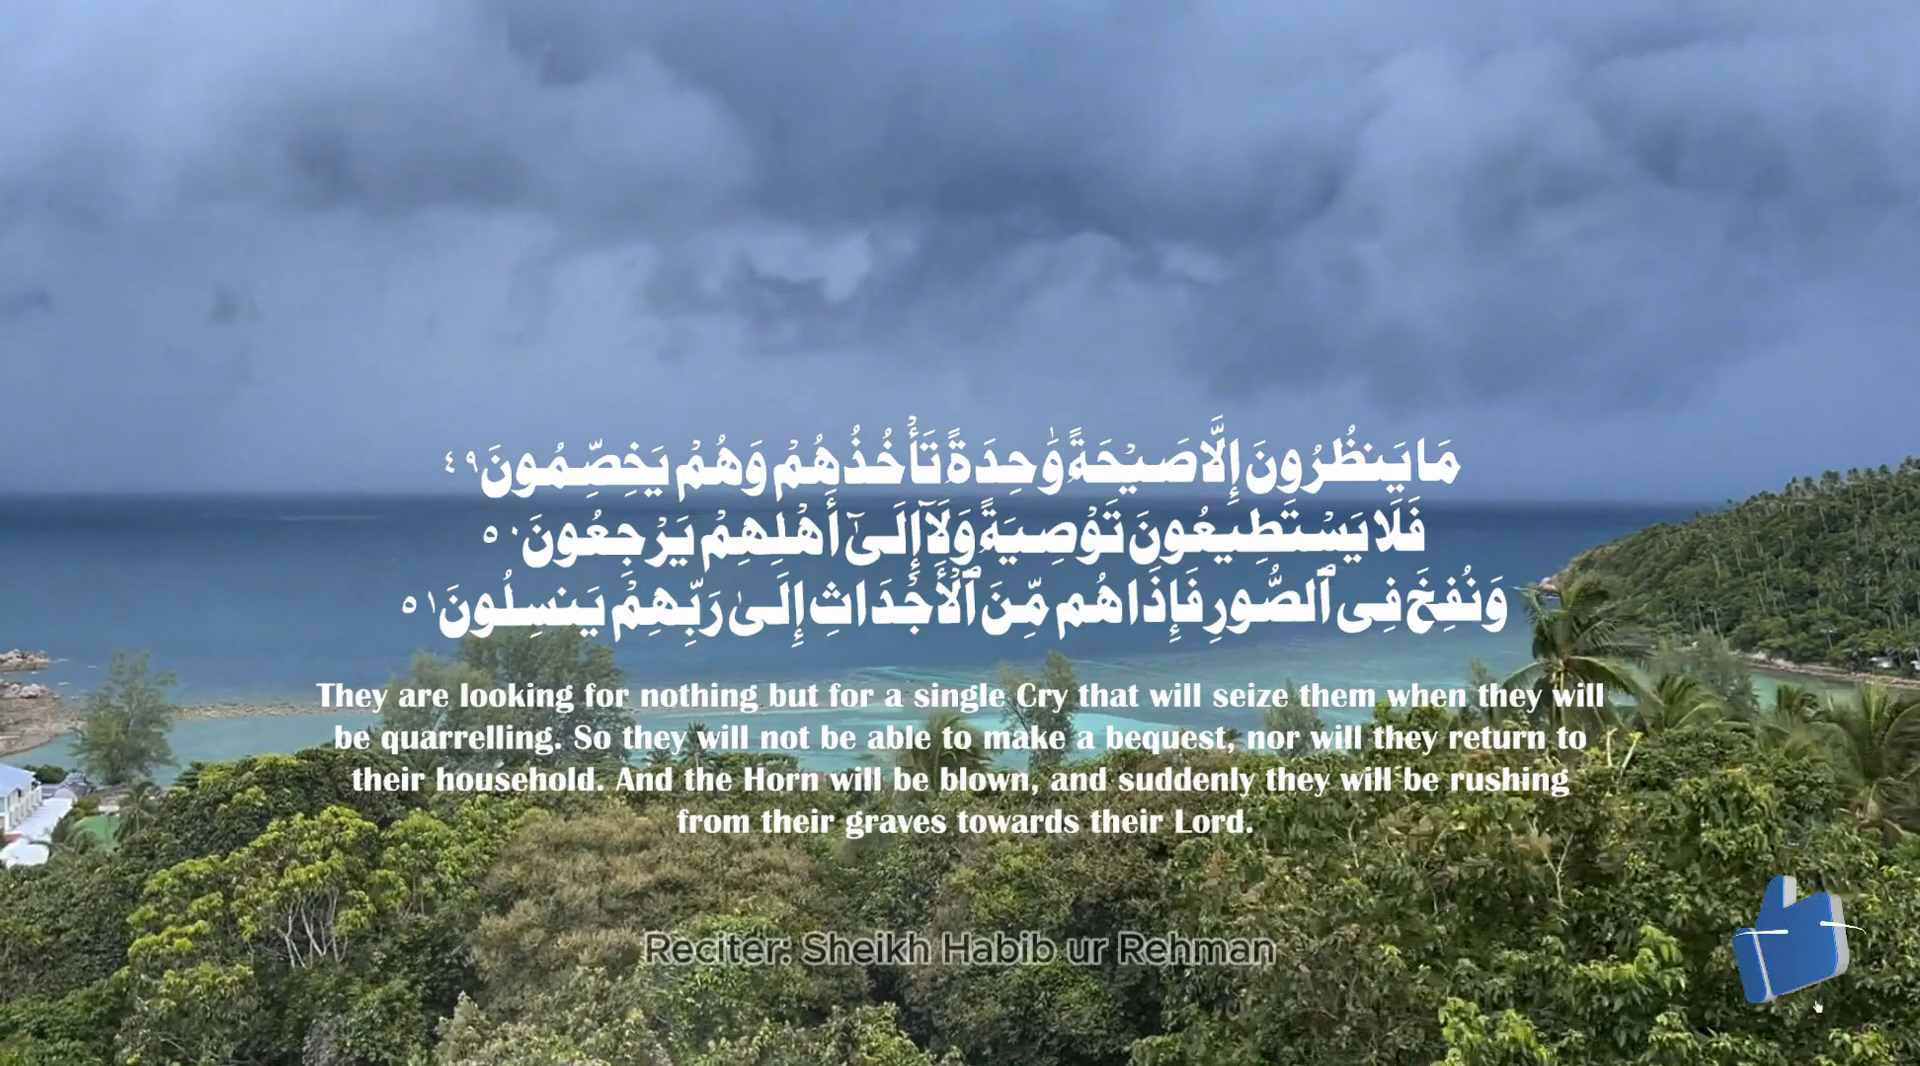 مَا يَنظُرُونَ إِلَّا صَيْحَةً وَٰحِدَةً تَأْخُذُهُمْ وَهُمْ يَخِصِّمُونَ ٤٩
فَلَا يَسْتَطِيعُونَ تَوْصِيَةً وَلَآ إِلَىٰٓ أَهْلِهِمْ يَرْجِعُونَ ٥٠
وَنُفِخَ فِى ٱلصُّورِ فَإِذَا هُم مِّنَ ٱلْأَجْدَاثِ إِلَىٰ رَبِّهِمْ يَنسِلُونَ ٥١
They are looking for nothing but for a single Cry that will seize them when they will
be quarrelling. So they will not be able to make a bequest, nor will they return to
their household. And the Horn will be blown, and suddenly they will be rushing
from their graves towards their Lord.
Reciter: Sheikh Habib ur Rehman